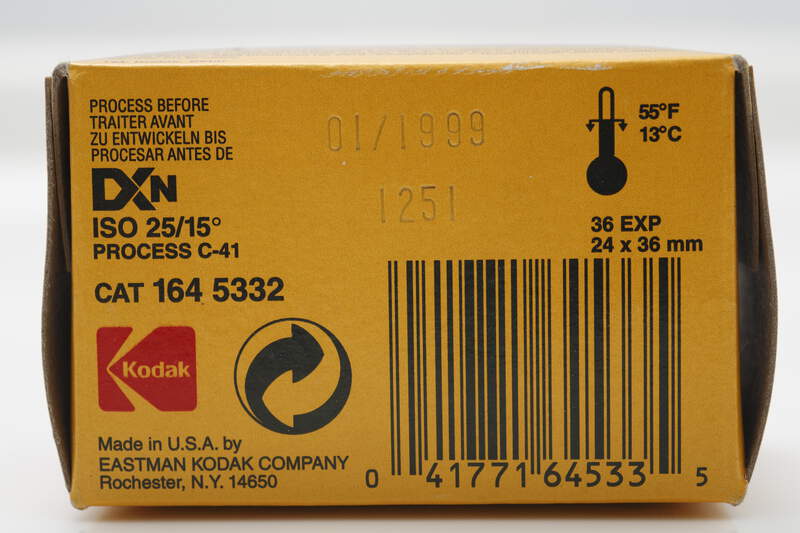 PROCESS BEFORE
TRAITER AVANT
ZU ENTWICKELN BIS
PROCESAR ANTES DE
01/1999
1251
55°F
13°C
DXN
ISO 25/15°
PROCESS C-41
36 EXP
24 x 36 mm
CAT 164 5332
Kodak
Made in U.S.A. by
EASTMAN KODAK COMPANY
Rochester, N.Y. 14650
0 41771 64533 5